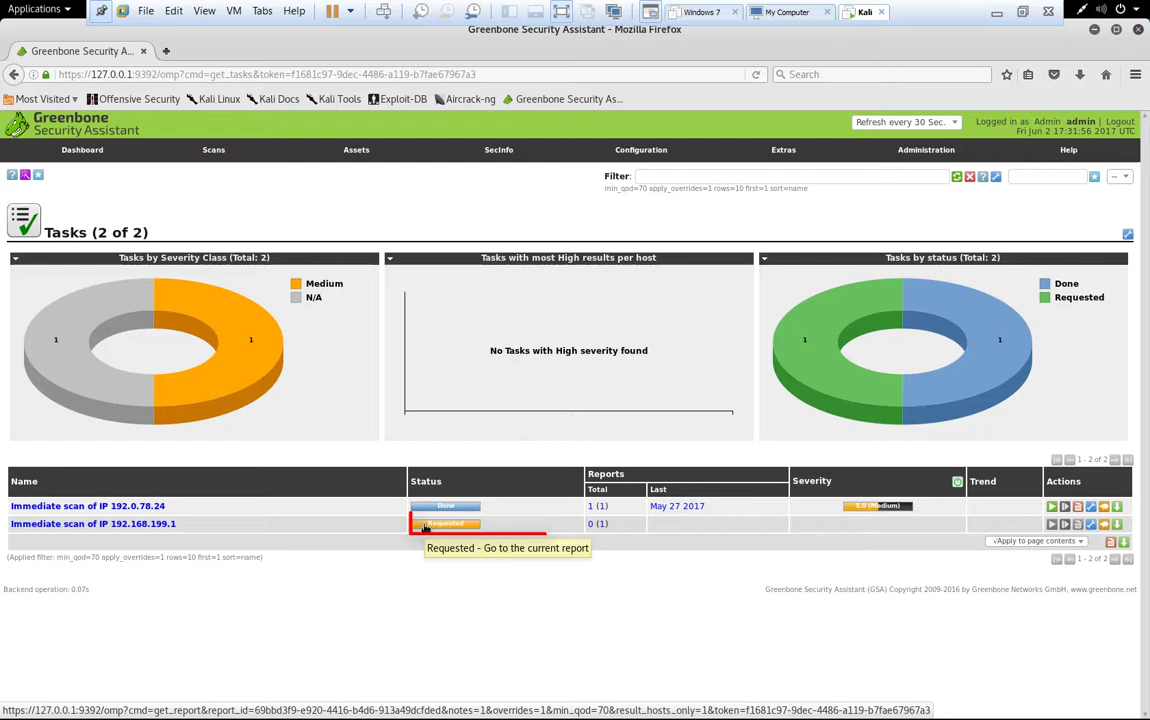 Applications File Edit View VM Tabs Help Windows 7 My Computer Kali
Greenbone Security Assistant - Mozilla Firefox
Greenbone Security A...
https://127.0.0.1:9392/omp?cmd=get_tasks&token=f1681c97-9dec-4486-a119-b7fae67967a3 Search
Most Visited Offensive Security Kali Linux Kali Docs Kali Tools Exploit-DB Aircrack-ng Greenbone Security As...
Greenbone
Security Assistant
Refresh every 30 Sec. Logged in as Admin admin | Logout
Fri Jun 2 17:31:56 2017 UTC
Dashboard Scans Assets SecInfo Configuration Extras Administration Help
Filter: --
min_qod=70 apply_overrides=1 rows=10 first=1 sort=name
Tasks (2 of 2)
Tasks by Severity Class (Total: 2) Tasks with most High results per host Tasks by status (Total: 2)
Medium
N/A
1 1
No Tasks with High severity found
Done
Requested
1 1
1 - 2 of 2
Name Status Reports Severity Trend Actions
Total Last
Immediate scan of IP 192.0.78.24 Done 1 (1) May 27 2017 5.0 (Medium)
Immediate scan of IP 192.168.199.1 Requested 0 (1)
√Apply to page contents
Requested - Go to the current report
(Applied filter: min_qod=70 apply_overrides=1 rows=10 first=1 sort=name) 1 - 2 of 2
Backend operation: 0.07s Greenbone Security Assistant (GSA) Copyright 2009-2016 by Greenbone Networks GmbH, www.greenbone.net
https://127.0.0.1:9392/omp?cmd=get_report&report_id=69bbd3f9-e920-4416-b4d6-913a49dcfded&notes=1&overrides=1&min_qod=70&result_hosts_only=1&token=f1681c97-9dec-4486-a119-b7fae67967a3